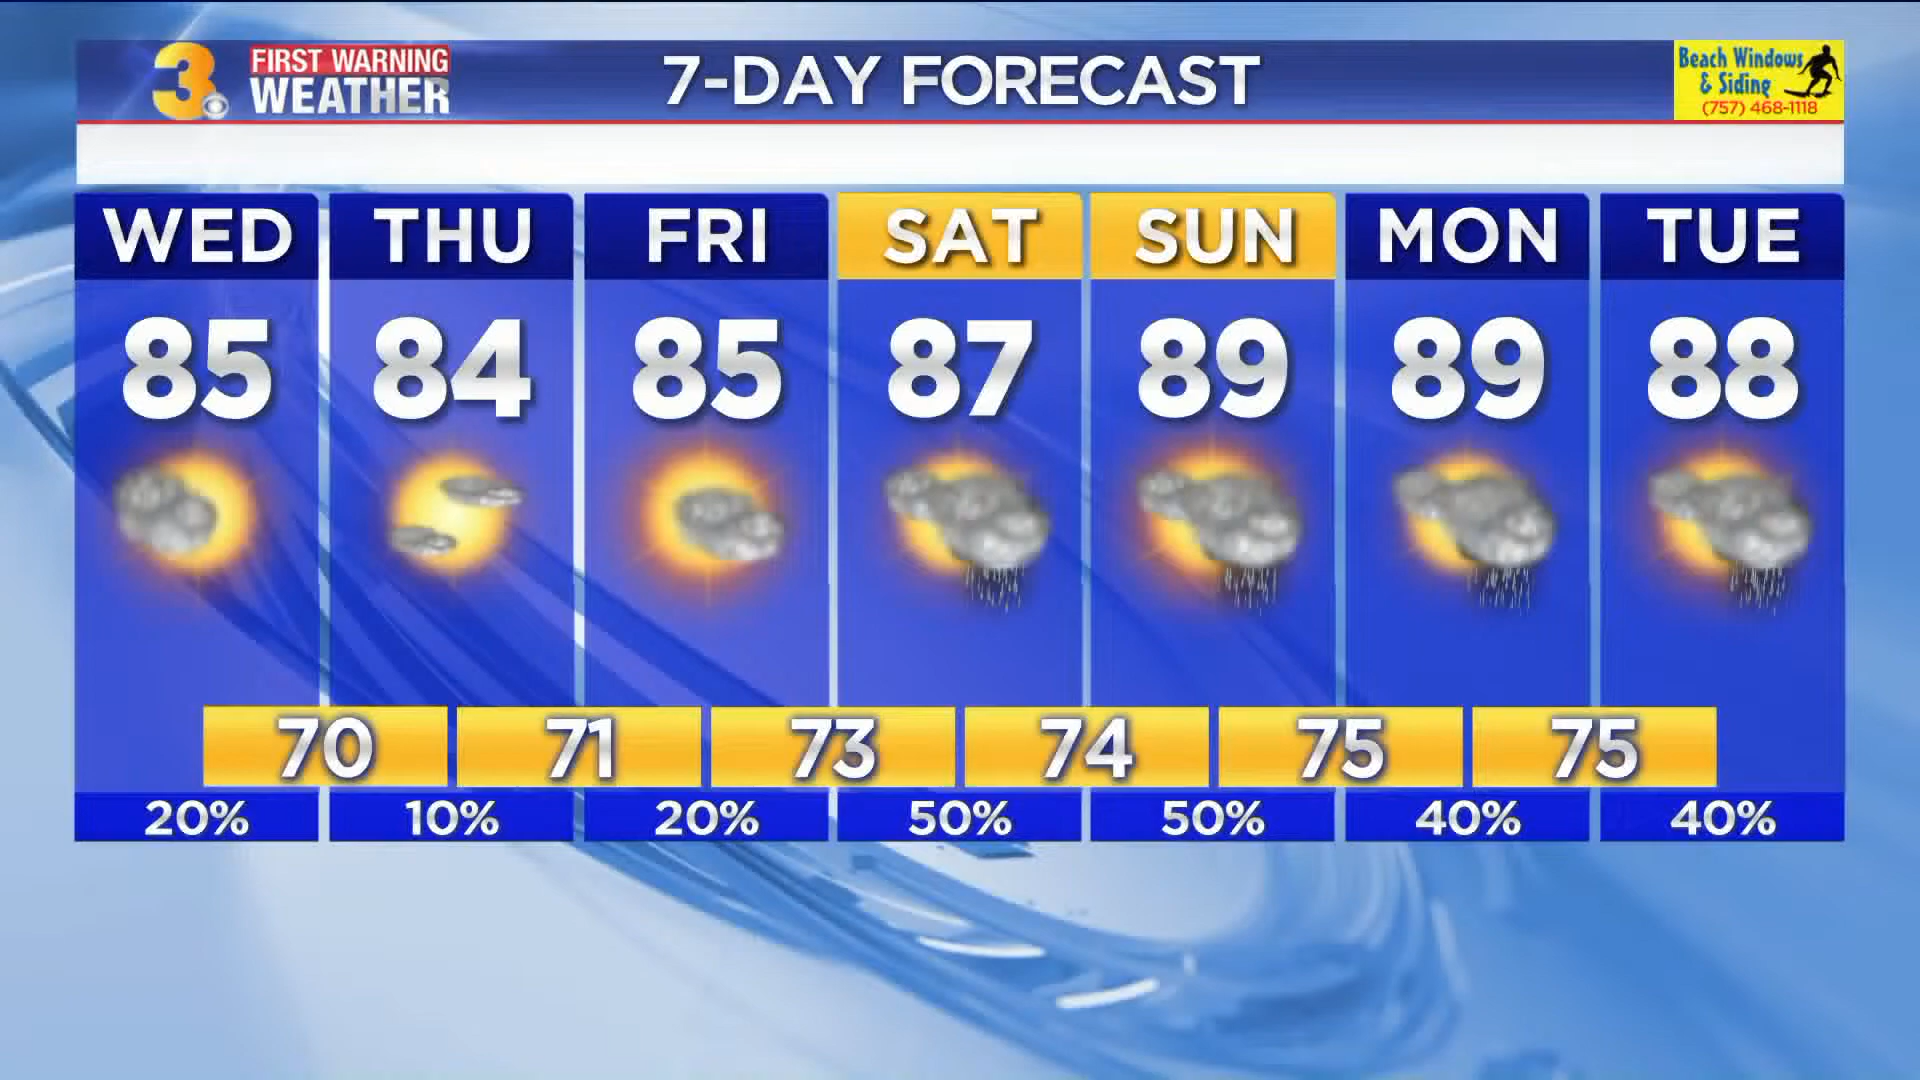 3 FIRST WARNING
WEATHER
7-DAY FORECAST
Beach Windows
& Siding
(757) 468-1118
WED THU FRI SAT SUN MON TUE
85 84 85 87 89 89 88
70 71 73 74 75 75
20% 10% 20% 50% 50% 40% 40%